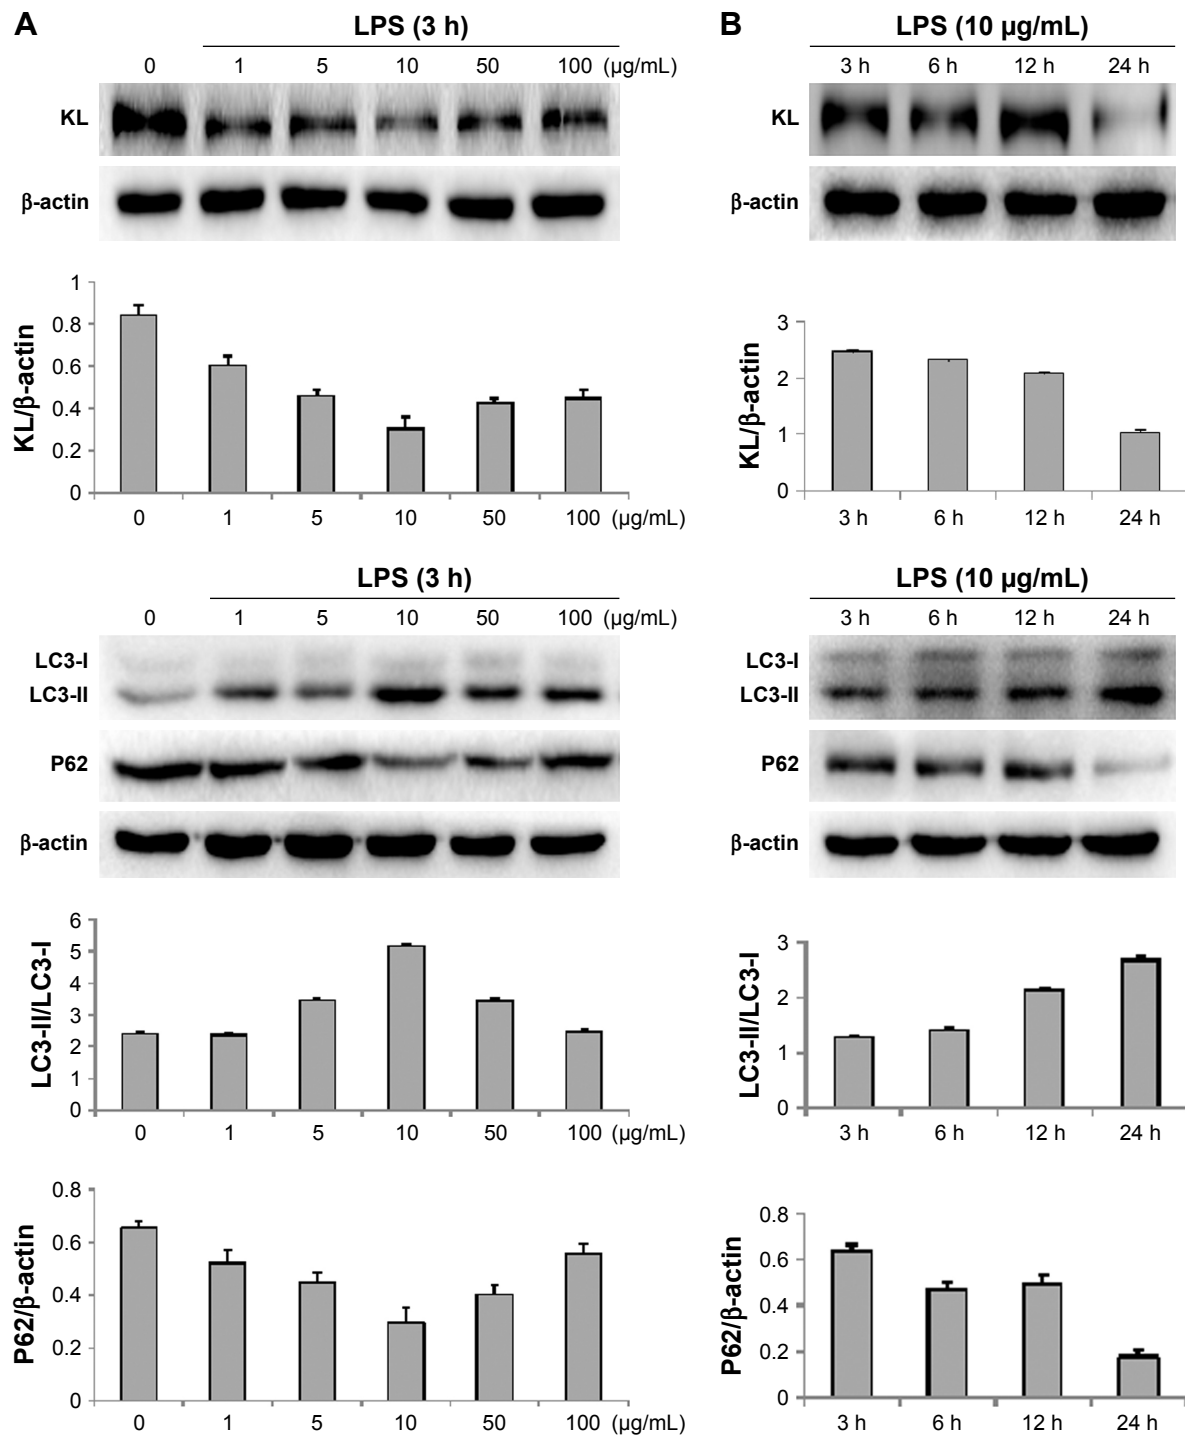 A
LPS (3 h)
0 1 5 10 50 100 (µg/mL)
KL
β-actin
KL/β-actin
1
0.8
0.6
0.4
0.2
0
0 1 5 10 50 100 (µg/mL)
LPS (3 h)
0 1 5 10 50 100 (µg/mL)
LC3-I
LC3-II
P62
β-actin
LC3-II/LC3-I
6
5
4
3
2
1
0
0 1 5 10 50 100 (µg/mL)
P62/β-actin
0.8
0.6
0.4
0.2
0
0 1 5 10 50 100 (µg/mL)
B
LPS (10 µg/mL)
3 h 6 h 12 h 24 h
KL
β-actin
KL/β-actin
3
2
1
0
3 h 6 h 12 h 24 h
LPS (10 µg/mL)
3 h 6 h 12 h 24 h
LC3-I
LC3-II
P62
β-actin
LC3-II/LC3-I
3
2
1
0
3 h 6 h 12 h 24 h
P62/β-actin
0.8
0.6
0.4
0.2
0
3 h 6 h 12 h 24 h